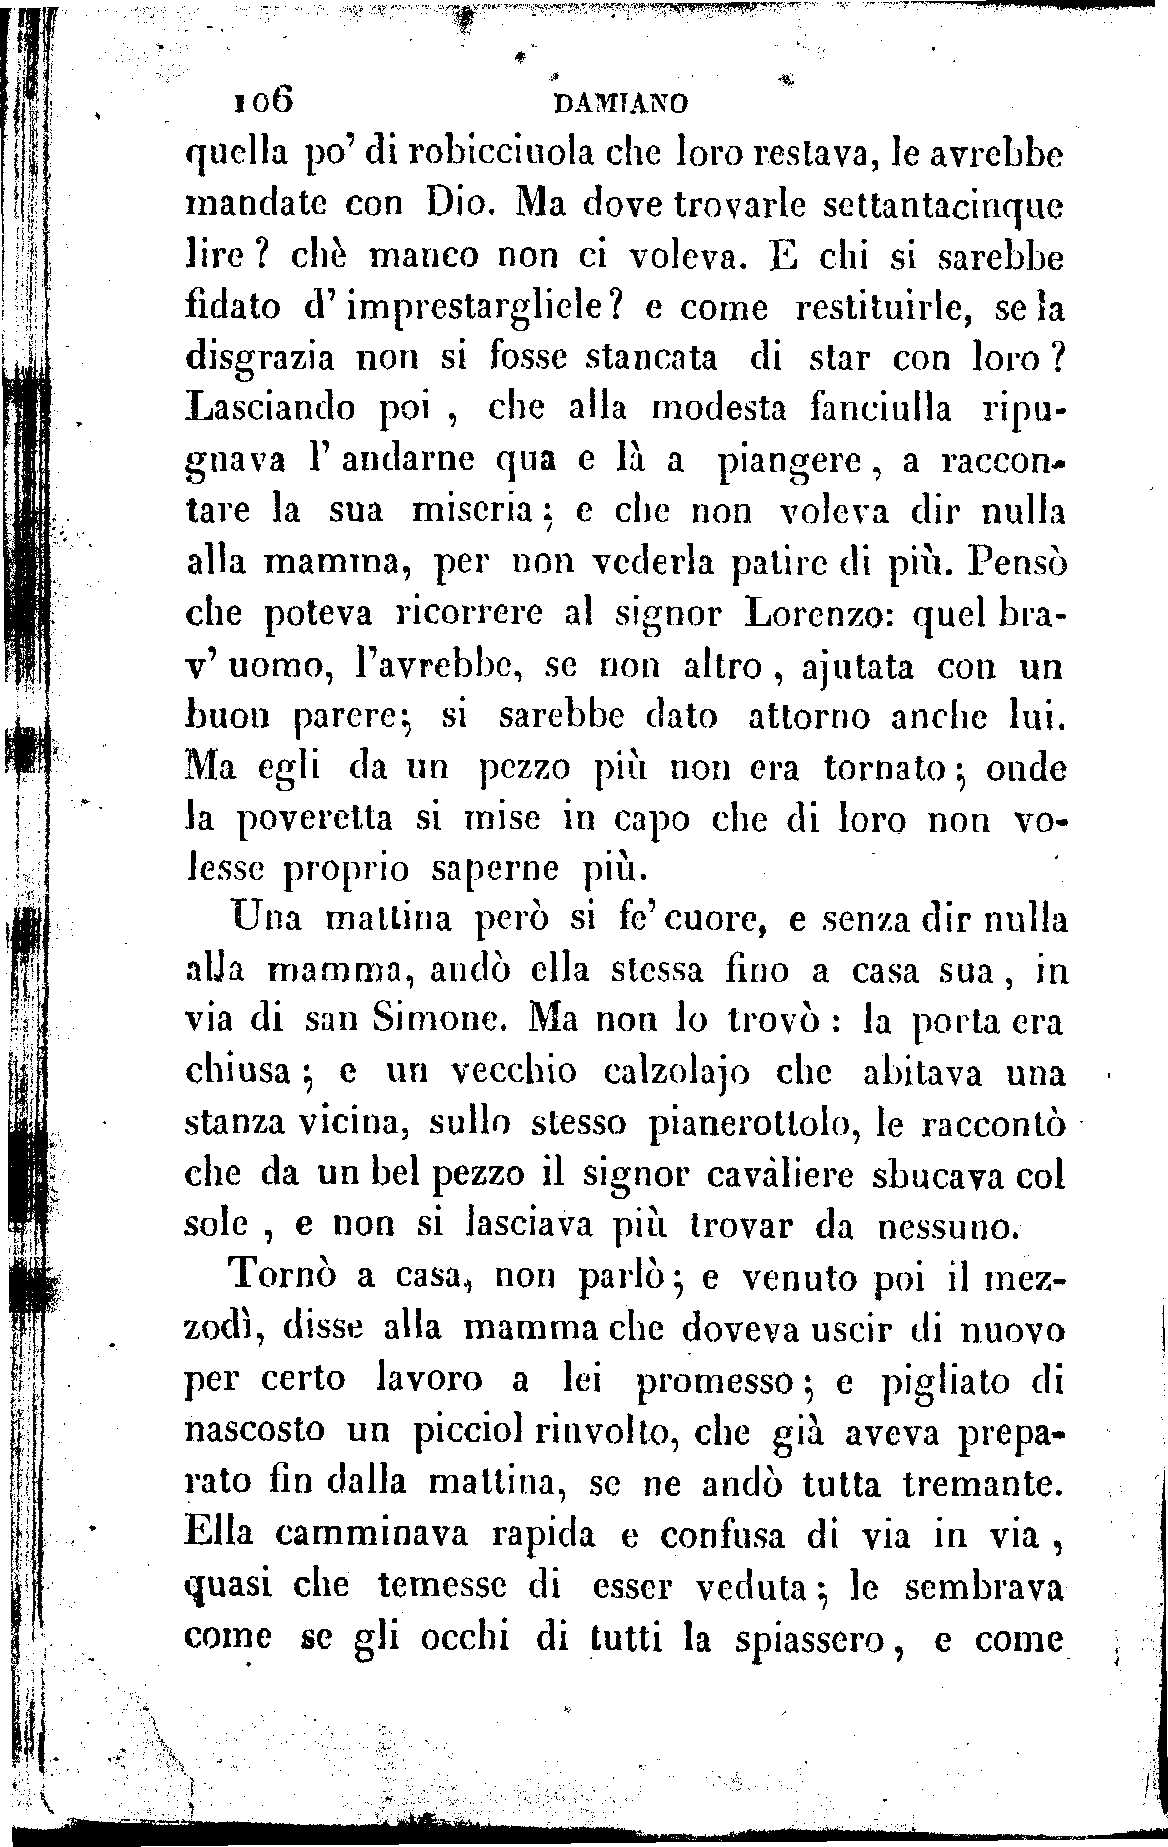 106 DAMIANO
quella po' di robicciuola che loro restava, le avrebbe
mandate con Dio. Ma dove trovarle settantacinque
lire? chè manco non ci voleva. E chi si sarebbe
fidato d' imprestargliele? e come restituirle, se la
disgrazia non si fosse stancata di star con loro?
Lasciando poi, che alla modesta fanciulla ripu-
gnava l' andarne qua e là a piangere, a raccon-
tare la sua miseria; e che non voleva dir nulla
alla mamma, per non vederla patire di più. Pensò
che poteva ricorrere al signor Lorenzo: quel bra-
v' uomo, l'avrebbe, se non altro, ajutata con un
buon parere; si sarebbe dato attorno anche lui.
Ma egli da un pezzo più non era tornato; onde
la poveretta si mise in capo che di loro non vo-
lesse proprio saperne più.
Una mattina però si fe' cuore, e senza dir nulla
alla mamma, andò ella stessa fino a casa sua, in
via di san Simone. Ma non lo trovò: la porta era
chiusa; e un vecchio calzolajo che abitava una
stanza vicina, sullo stesso pianerottolo, le raccontò
che da un bel pezzo il signor cavàliere sbucava col
sole, e non si lasciava più trovar da nessuno.
Tornò a casa, non parlò; e venuto poi il mez-
zodì, disse alla mamma che doveva uscir di nuovo
per certo lavoro a lei promesso; e pigliato di
nascosto un picciol rinvolto, che già aveva prepa-
rato fin dalla mattina, se ne andò tutta tremante.
Ella camminava rapida e confusa di via in via,
quasi che temesse di esser veduta; le sembrava
come se gli occhi di tutti la spiassero, e come